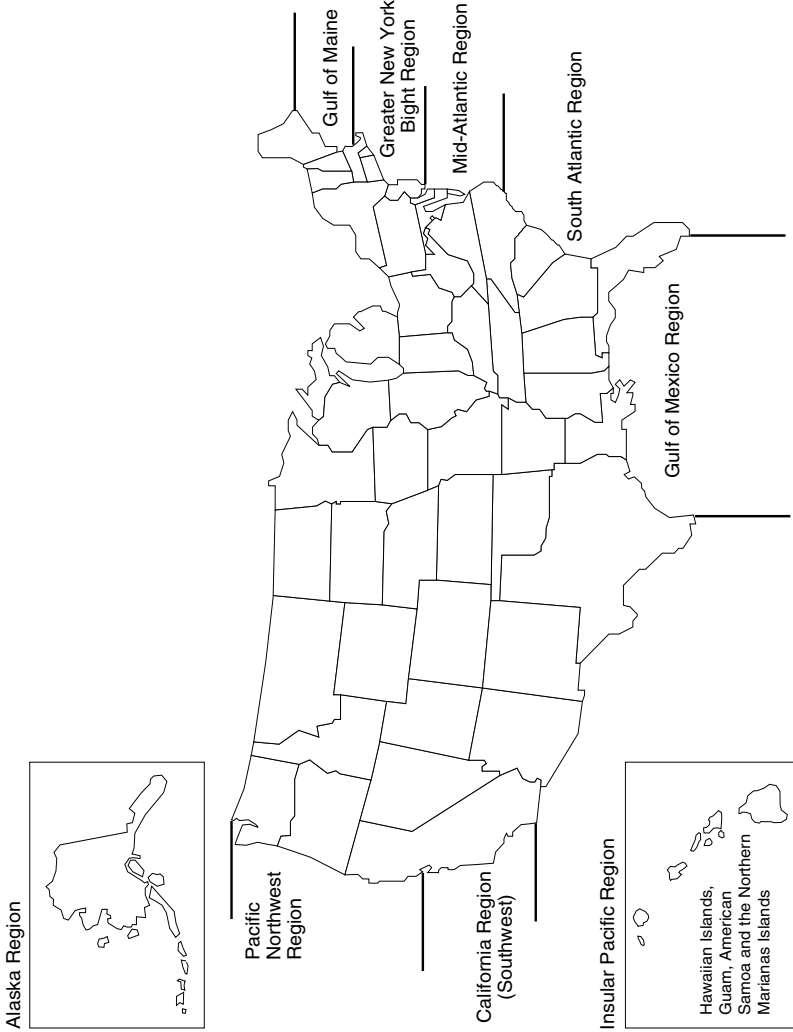 Alaska Region
Pacific
Northwest
Region
California Region
(Southwest)
Insular Pacific Region
Hawaiian Islands,
Guam, American
Samoa and the Northern
Marianas Islands
Gulf of Maine
Greater New York
Bight Region
Mid-Atlantic Region
South Atlantic Region
Gulf of Mexico Region